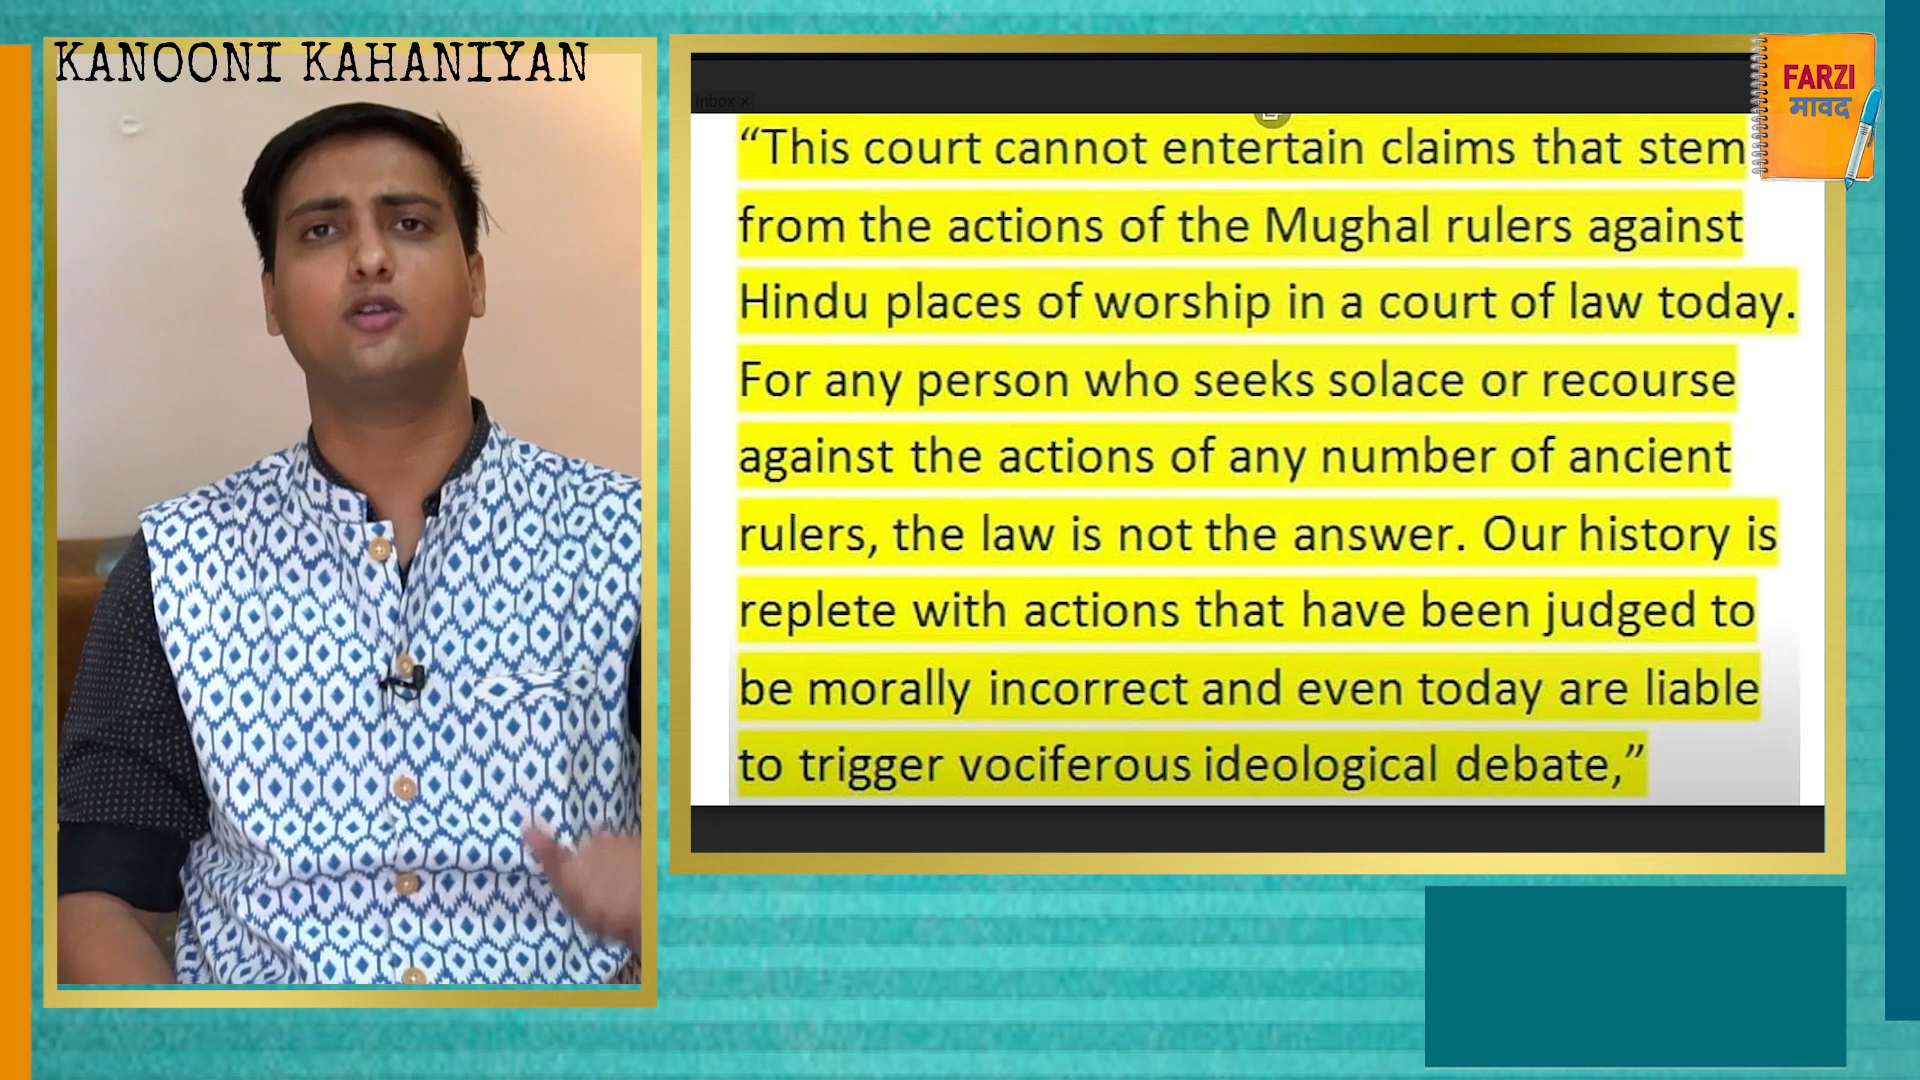 KANOONI KAHANIYAN
Inbox ×
FARZI
मावद
“This court cannot entertain claims that stem
from the actions of the Mughal rulers against
Hindu places of worship in a court of law today.
For any person who seeks solace or recourse
against the actions of any number of ancient
rulers, the law is not the answer. Our history is
replete with actions that have been judged to
be morally incorrect and even today are liable
to trigger vociferous ideological debate,”